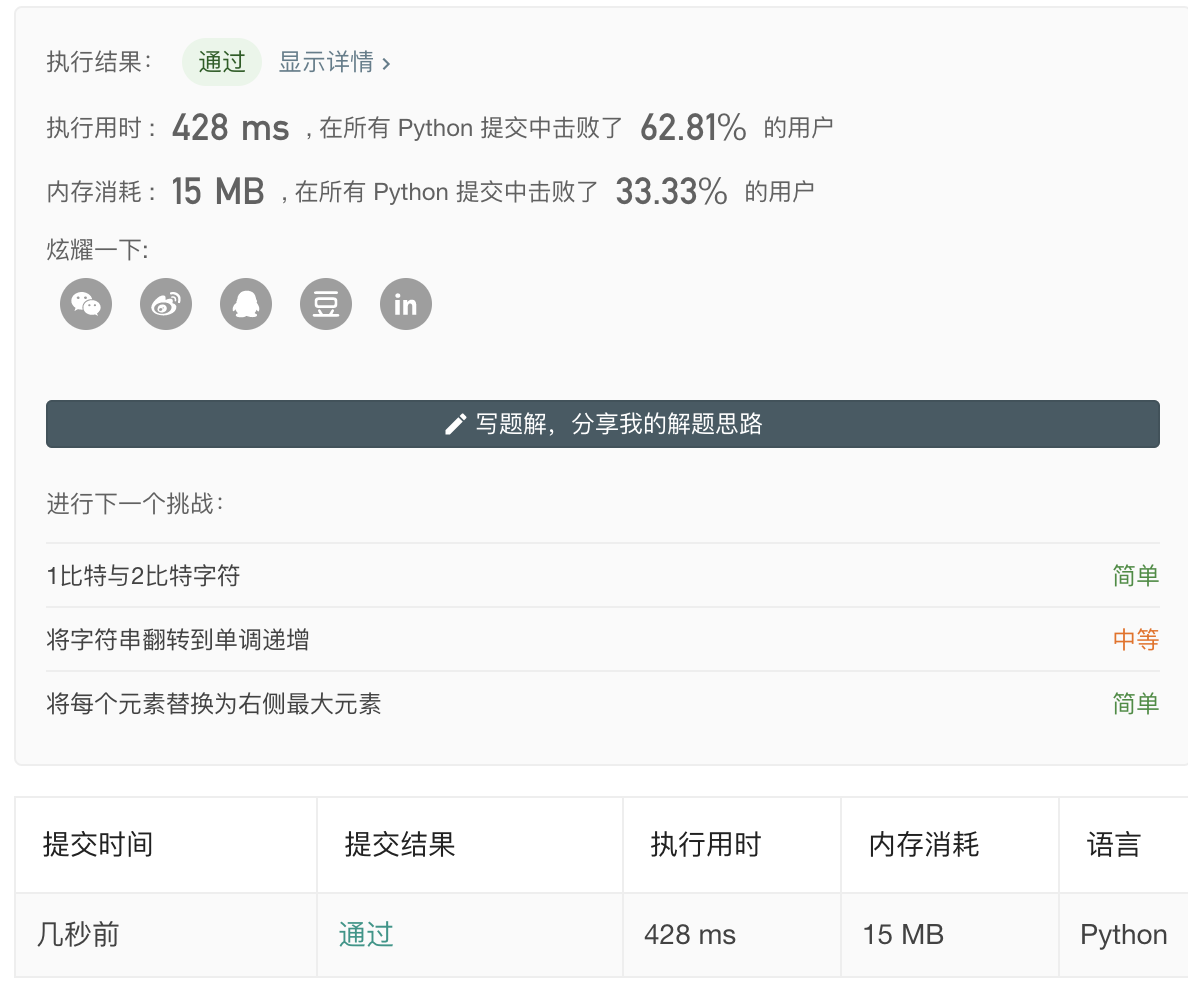 执行结果： 通过 显示详情 ›
执行用时 : 428 ms , 在所有 Python 提交中击败了 62.81% 的用户
内存消耗 : 15 MB , 在所有 Python 提交中击败了 33.33% 的用户
炫耀一下:
豆 in
写题解，分享我的解题思路
进行下一个挑战：
1比特与2比特字符 简单
将字符串翻转到单调递增 中等
将每个元素替换为右侧最大元素 简单
提交时间 提交结果 执行用时 内存消耗 语言
几秒前 通过 428 ms 15 MB Python